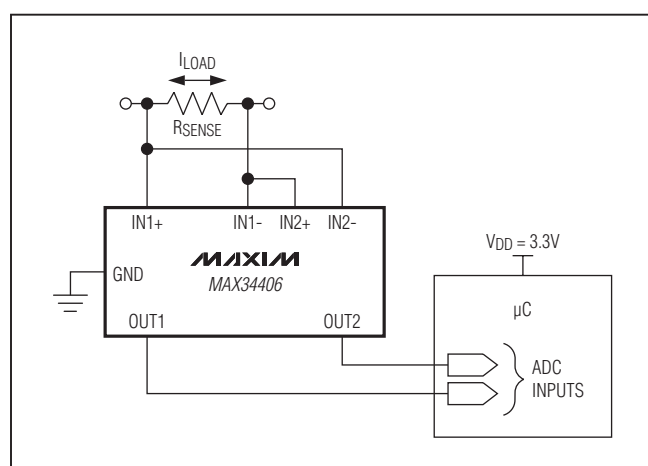 ILOAD
RSENSE
IN1+ IN1- IN2+ IN2-
MAXIM
MAX34406
GND
OUT1 OUT2
VDD = 3.3V
µC
ADC
INPUTS